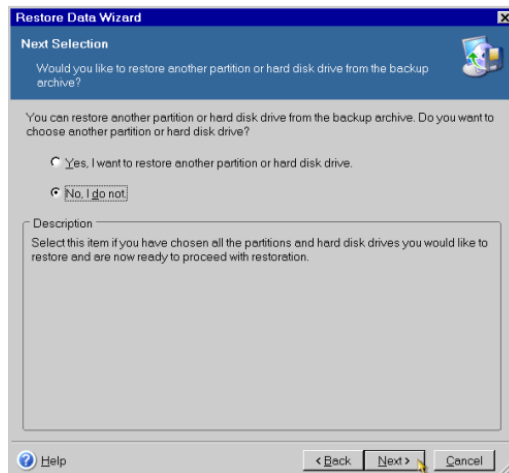 Restore Data Wizard
Next Selection
Would you like to restore another partition or hard disk drive from the backup
archive?
You can restore another partition or hard disk drive from the backup archive. Do you want to
choose another partition or hard disk drive?
Yes, I want to restore another partition or hard disk drive.
No, I do not.
Description
Select this item if you have chosen all the partitions and hard disk drives you would like to
restore and are now ready to proceed with restoration.
Help
< Back
Next >
Cancel